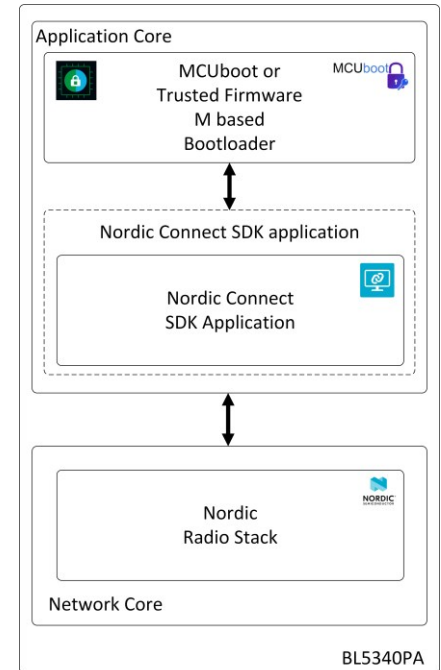 Application Core
MCUboot or
Trusted Firmware
M based
Bootloader
MCUboot
Nordic Connect SDK application
Nordic Connect
SDK Application
NORDIC
SEMICONDUCTOR
Nordic
Radio Stack
Network Core
BL5340PA